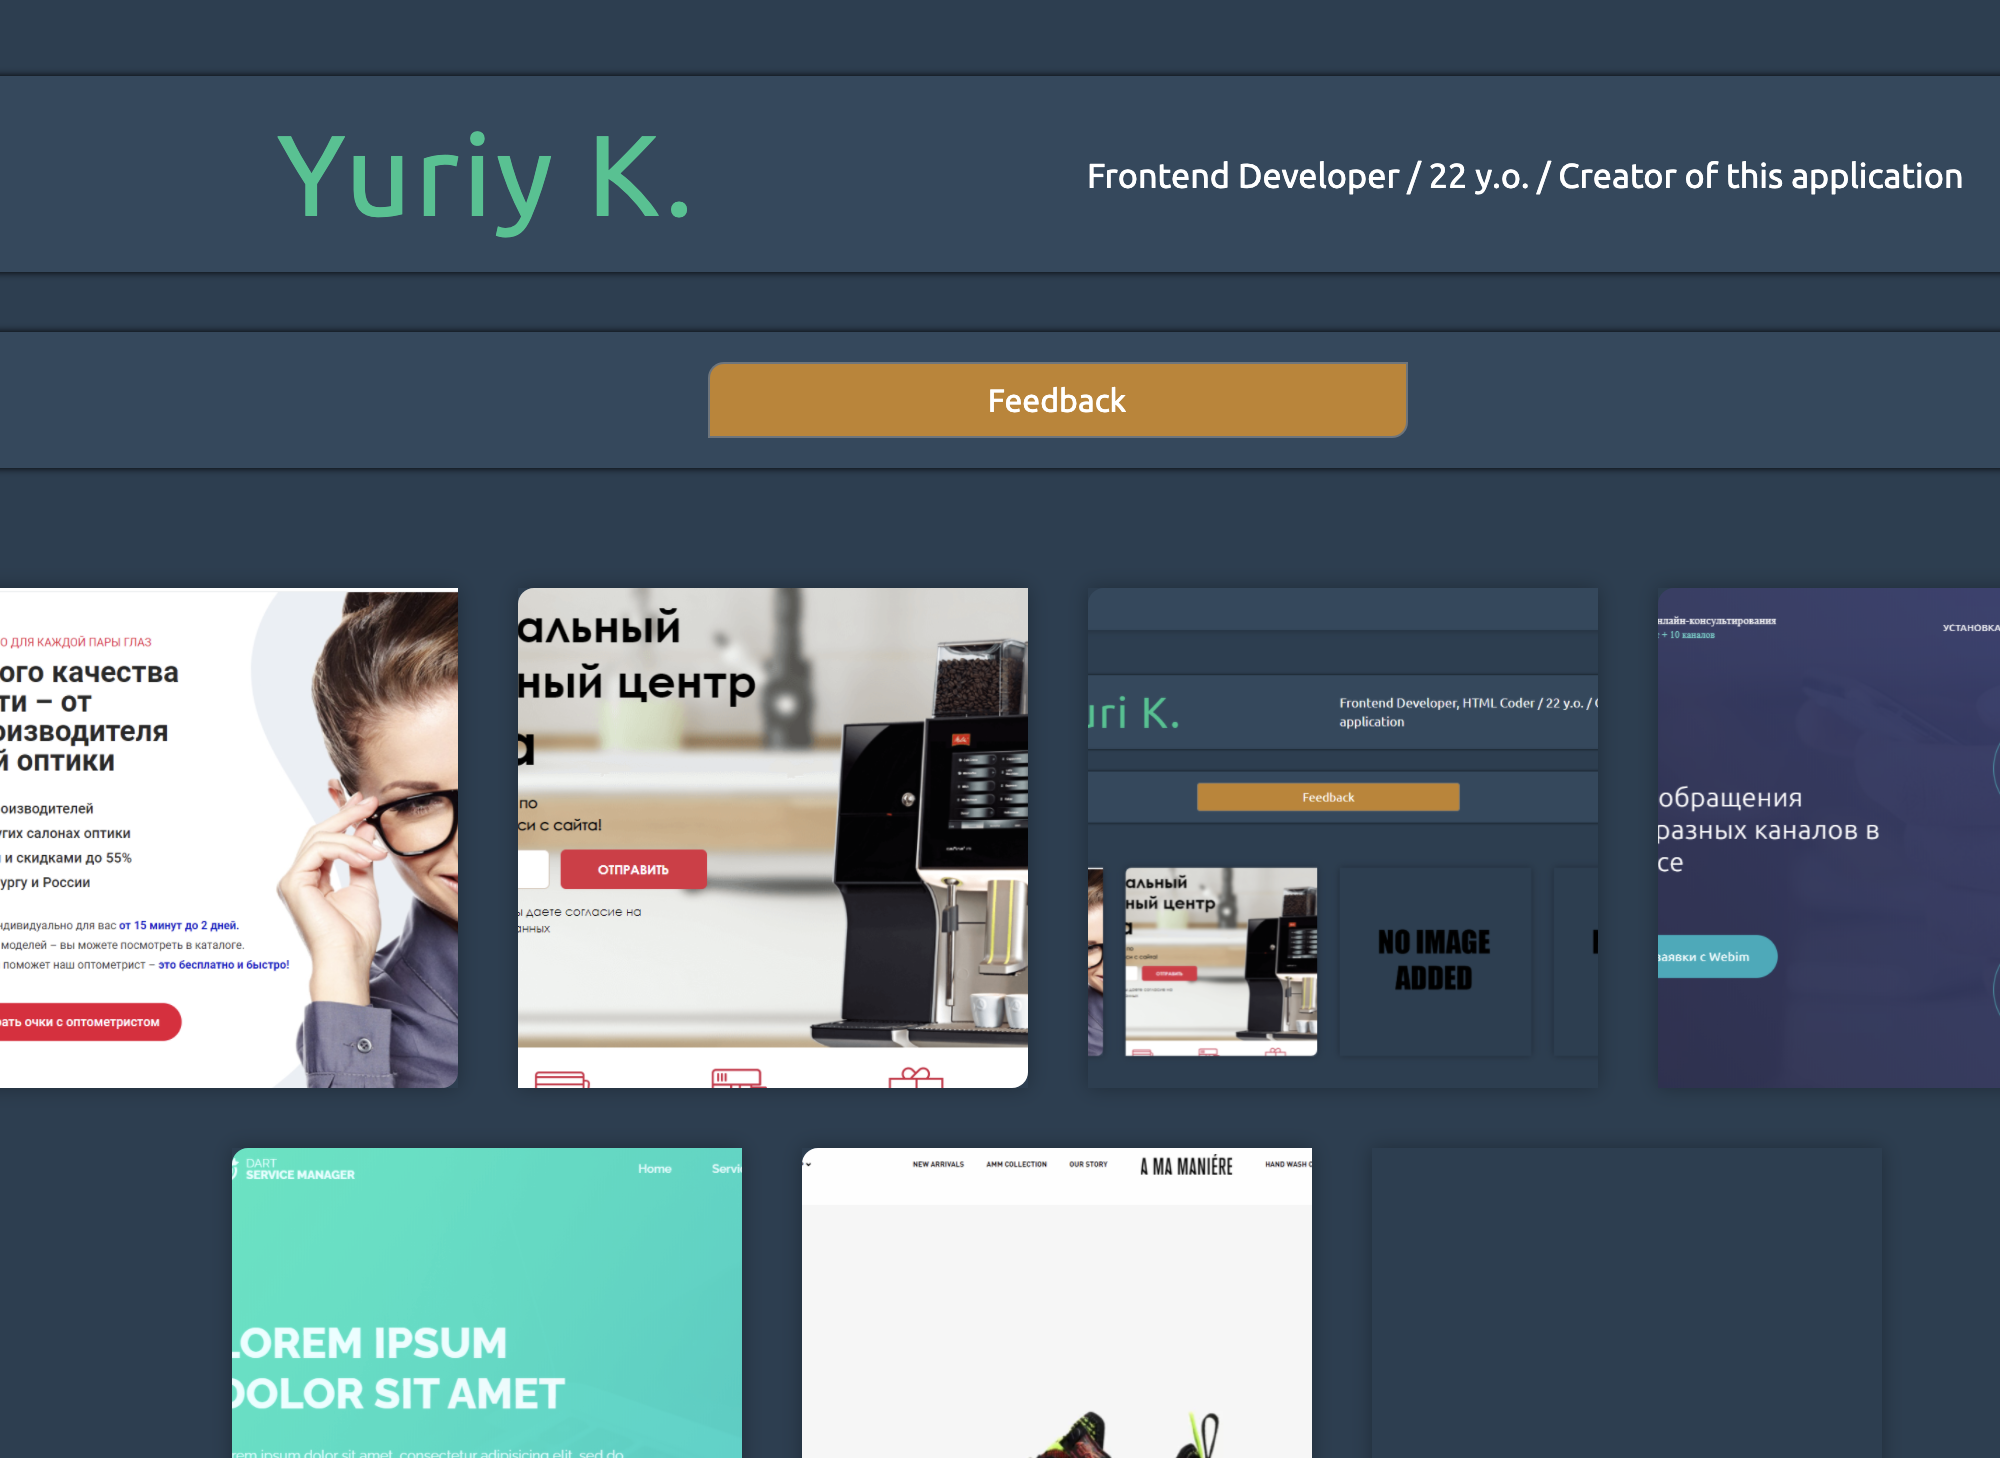 Yuriy K.
Frontend Developer / 22 y.o. / Creator of this application
Feedback
О ДЛЯ КАЖДОЙ ПАРЫ ГЛАЗ
ого качества
ти – от
оизводителя
й оптики
оизводителей
угих салонах оптики
и скидками до 55%
ургу и России
ндивидуально для вас от 15 минут до 2 дней.
моделей – вы можете посмотреть в каталоге.
поможет наш оптометрист – это бесплатно и быстро!
рать очки с оптометристом
альный
ный центр
а
по
си с сайта!
ОТПРАВИТЬ
ы даете согласие на
анных
uri K.
Frontend Developer, HTML Coder / 22 y.o. / C
application
Feedback
альный
ный центр
а
ОТПРАВИТЬ
NO IMAGE
ADDED
нлайн-консультирования
с + 10 каналов
УСТАНОВКА
обращения
разных каналов в
се
заявки с Webim
DART
SERVICE MANAGER
Home
Servi
LOREM IPSUM
DOLOR SIT AMET
rem ipsum dolor sit amet, consectetur adipisicing elit, sed do
NEW ARRIVALS
AMM COLLECTION
OUR STORY
A MA MANIÉRE
HAND WASH C